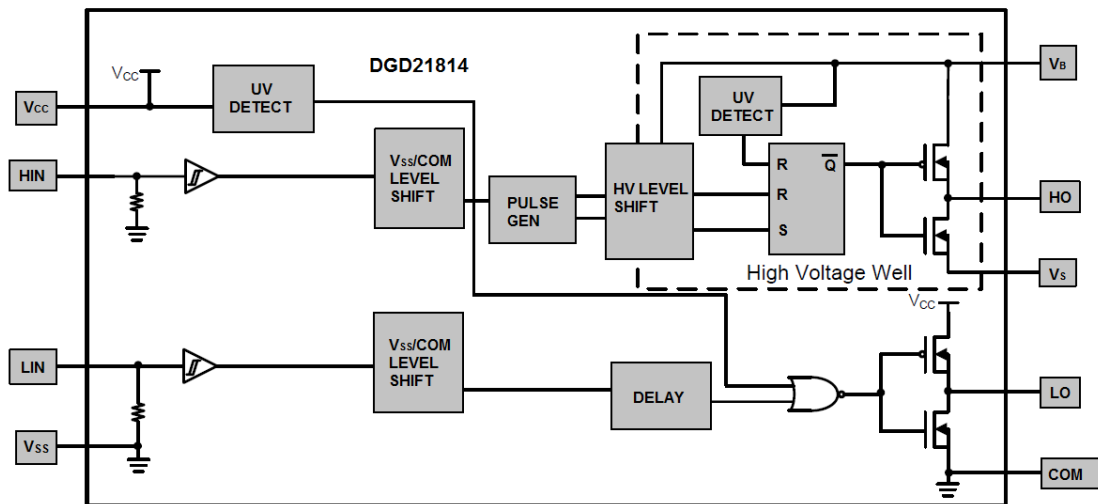 DGD21814
VCC
VCC
UV
DETECT
HIN
VSS/COM
LEVEL
SHIFT
PULSE
GEN
HV LEVEL
SHIFT
UV
DETECT
R
Q
R
S
High Voltage Well
VB
HO
VS
LIN
VSS/COM
LEVEL
SHIFT
DELAY
VCC
LO
VSS
COM